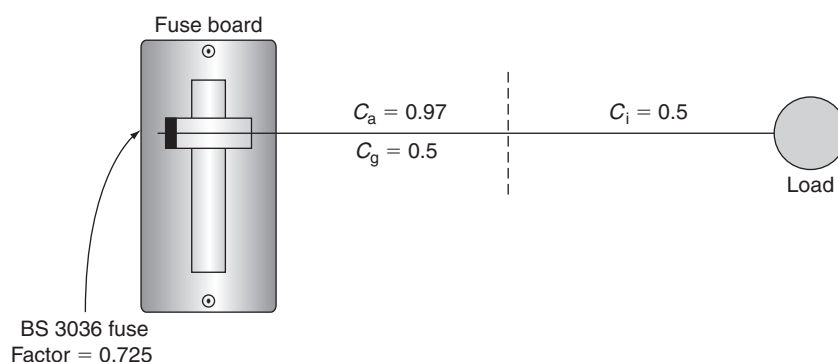 Fuse board
Ca = 0.97
Ci = 0.5
Cg = 0.5
Load
BS 3036 fuse
Factor = 0.725